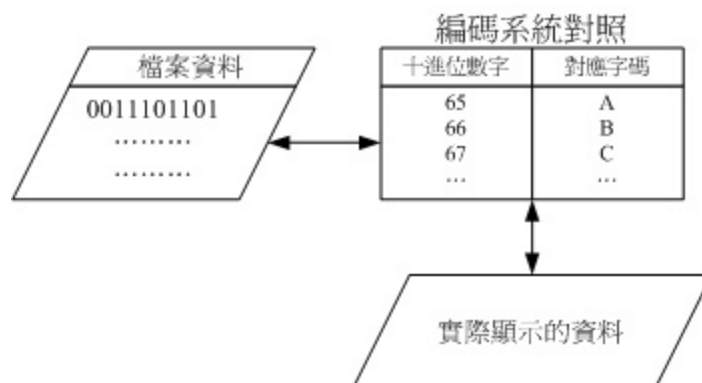 檔案資料
0011101101
………
………
編碼系統對照
十進位數字 對應字碼
65 A
66 B
67 C
… …
實際顯示的資料